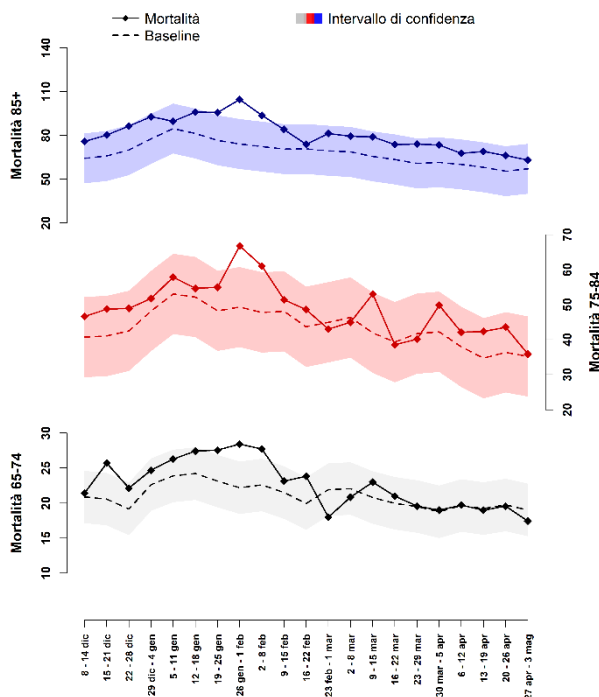 Mortalità
Baseline
Intervallo di confidenza
Mortalità 85+
140
110
80
50
20
Mortalità 75-84
70
60
50
40
30
20
Mortalità 65-74
30
25
20
15
10
8 - 14 dic
15 - 21 dic
22 - 28 dic
29 dic - 4 gen
5 - 11 gen
12 - 18 gen
19 - 25 gen
26 gen - 1 feb
2 - 8 feb
9 - 15 feb
16 - 22 feb
23 feb - 1 mar
2 - 8 mar
9 - 15 mar
16 - 22 mar
23 - 29 mar
30 mar - 5 apr
6 - 12 apr
13 - 19 apr
20 - 26 apr
27 apr - 3 mag